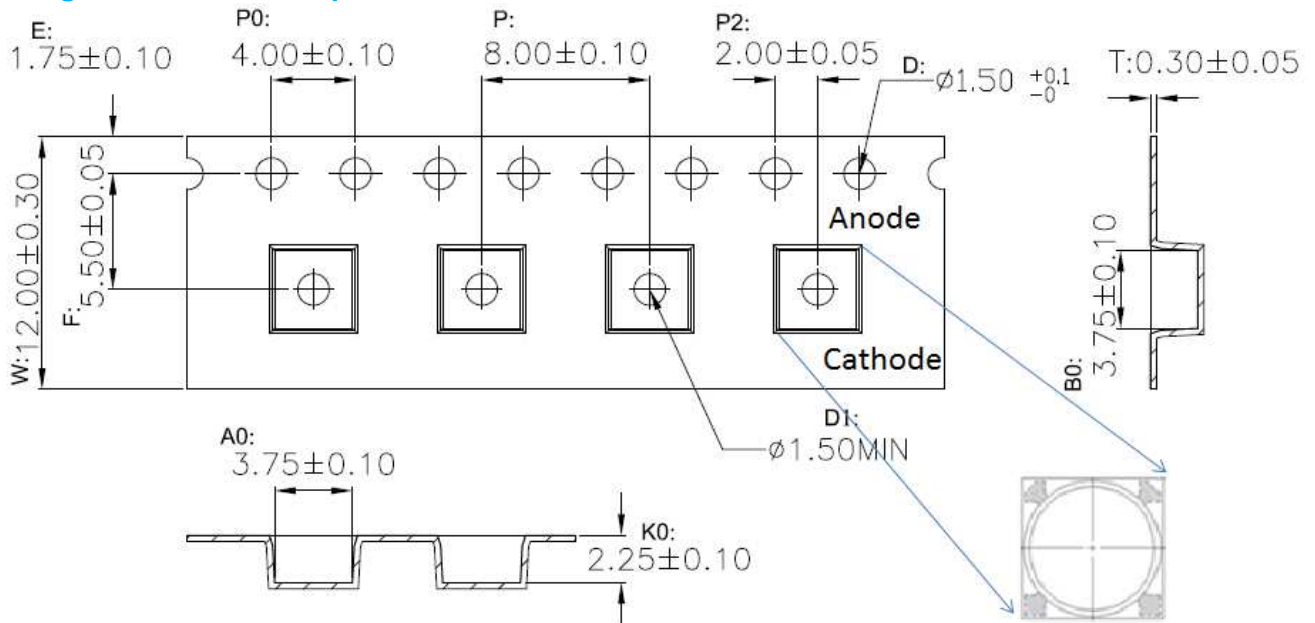 E:
1.75±0.10
P0:
4.00±0.10
P:
8.00±0.10
P2:
2.00±0.05
D:
⌀1.50 +0.1 -0
T:0.30±0.05
W:12.00±0.30
F:
5.50±0.05
Anode
Cathode
B0:
3.75±0.10
D1:
⌀1.50MIN
A0:
3.75±0.10
K0:
2.25±0.10